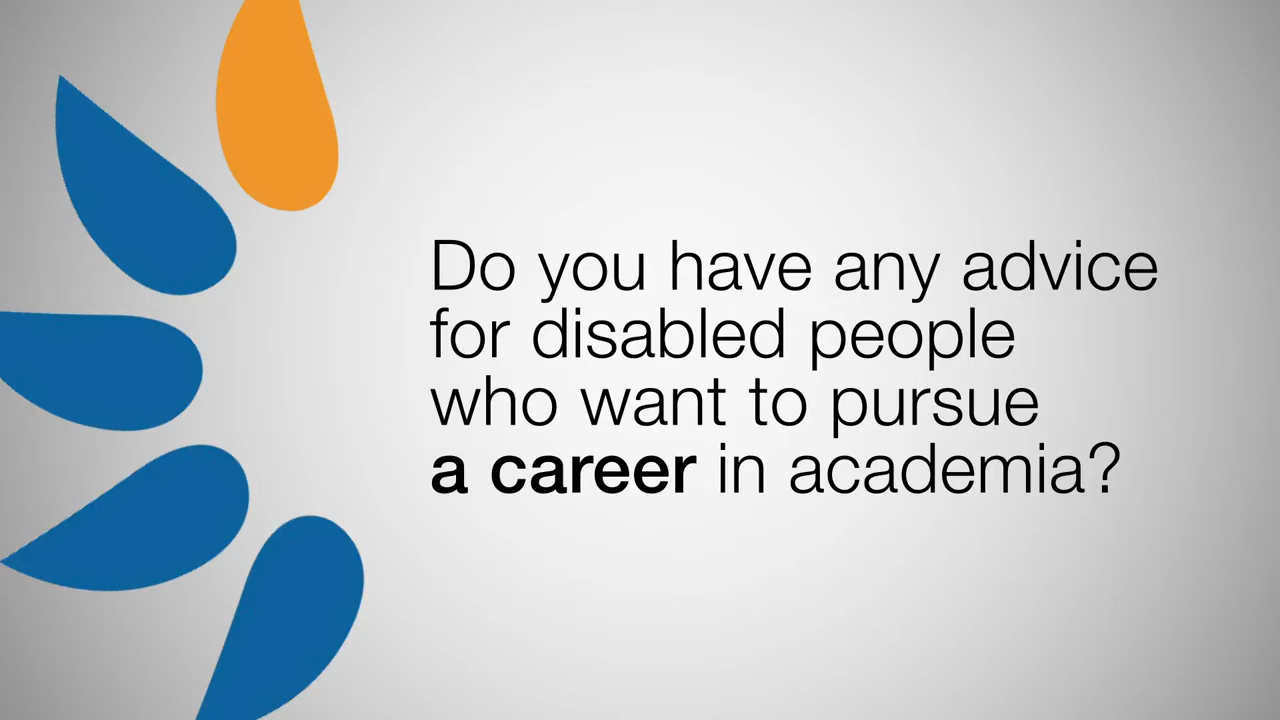 Do you have any advice
for disabled people
who want to pursue
a career in academia?